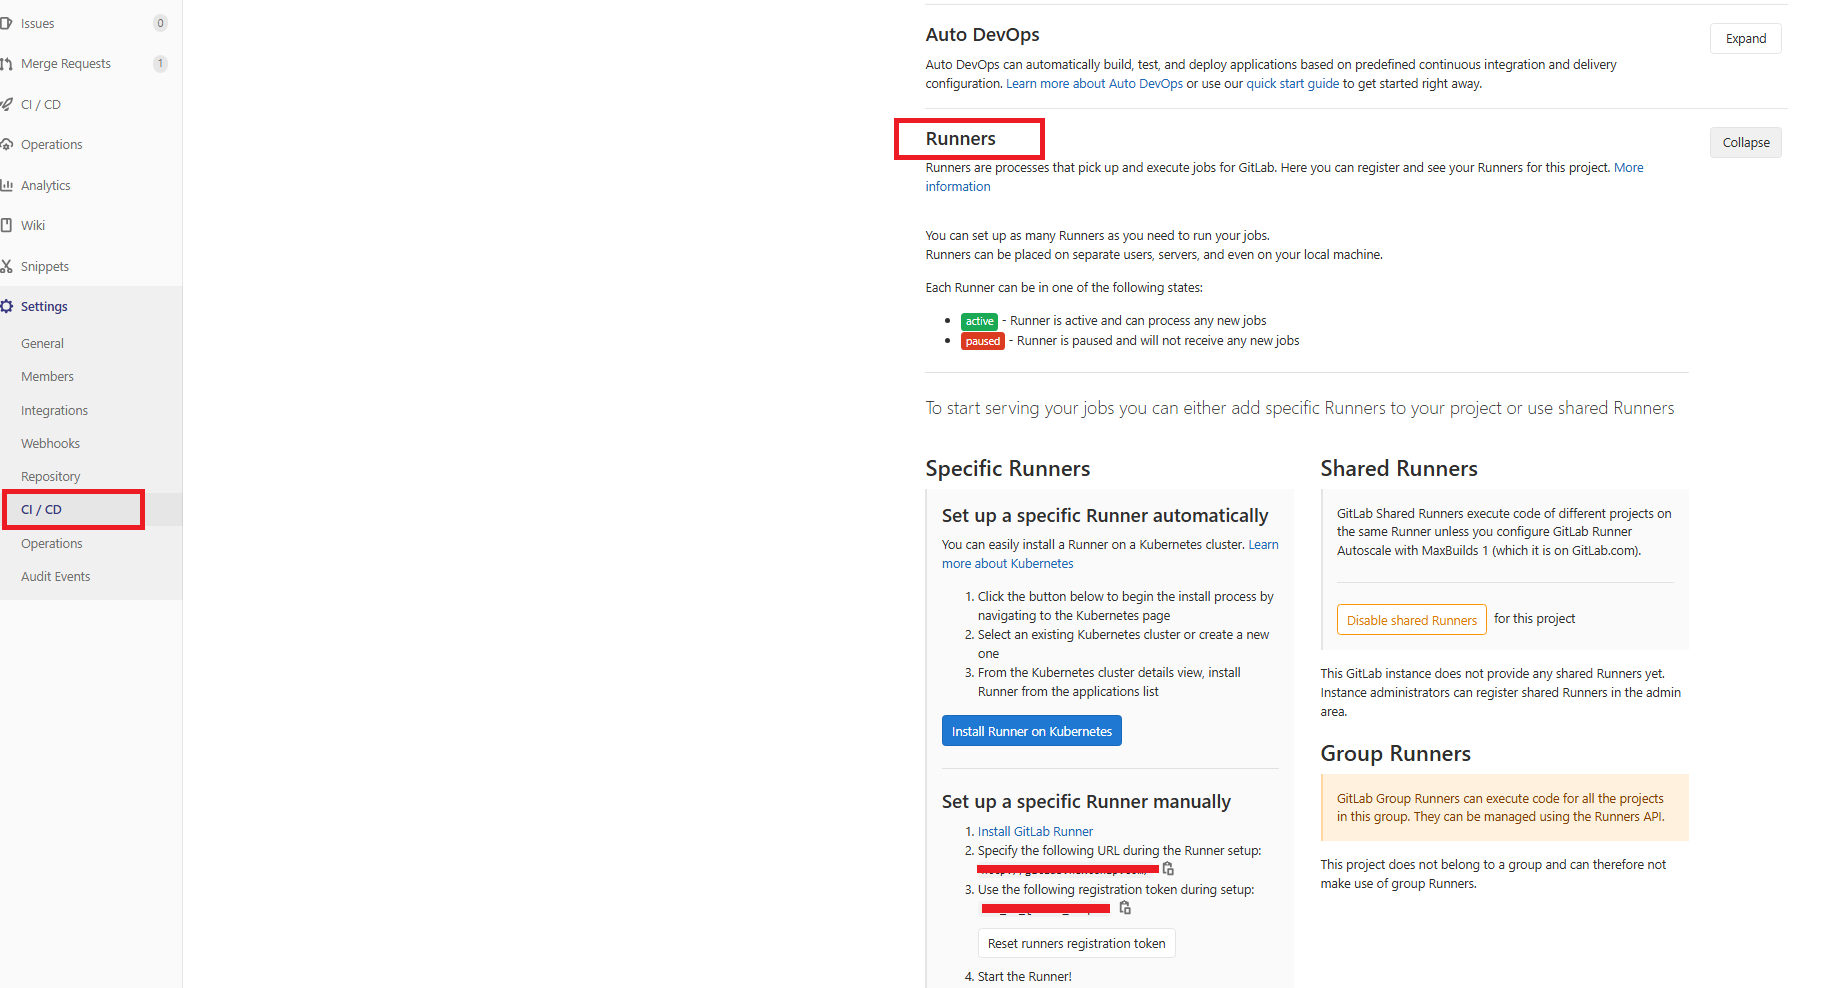 Issues 0
Merge Requests 1
CI / CD
Operations
Analytics
Wiki
Snippets
Settings
General
Members
Integrations
Webhooks
Repository
CI / CD
Operations
Audit Events
Auto DevOps
Expand
Auto DevOps can automatically build, test, and deploy applications based on predefined continuous integration and delivery
configuration. Learn more about Auto DevOps or use our quick start guide to get started right away.
Runners
Collapse
Runners are processes that pick up and execute jobs for GitLab. Here you can register and see your Runners for this project. More
information
You can set up as many Runners as you need to run your jobs.
Runners can be placed on separate users, servers, and even on your local machine.
Each Runner can be in one of the following states:
• active - Runner is active and can process any new jobs
• paused - Runner is paused and will not receive any new jobs
To start serving your jobs you can either add specific Runners to your project or use shared Runners
Specific Runners
Set up a specific Runner automatically
You can easily install a Runner on a Kubernetes cluster. Learn
more about Kubernetes
1. Click the button below to begin the install process by
navigating to the Kubernetes page
2. Select an existing Kubernetes cluster or create a new
one
3. From the Kubernetes cluster details view, install
Runner from the applications list
Install Runner on Kubernetes
Set up a specific Runner manually
1. Install GitLab Runner
2. Specify the following URL during the Runner setup:
3. Use the following registration token during setup:
Reset runners registration token
4. Start the Runner!
Shared Runners
GitLab Shared Runners execute code of different projects on
the same Runner unless you configure GitLab Runner
Autoscale with MaxBuilds 1 (which it is on GitLab.com).
Disable shared Runners for this project
This GitLab instance does not provide any shared Runners yet.
Instance administrators can register shared Runners in the admin
area.
Group Runners
GitLab Group Runners can execute code for all the projects
in this group. They can be managed using the Runners API.
This project does not belong to a group and can therefore not
make use of group Runners.